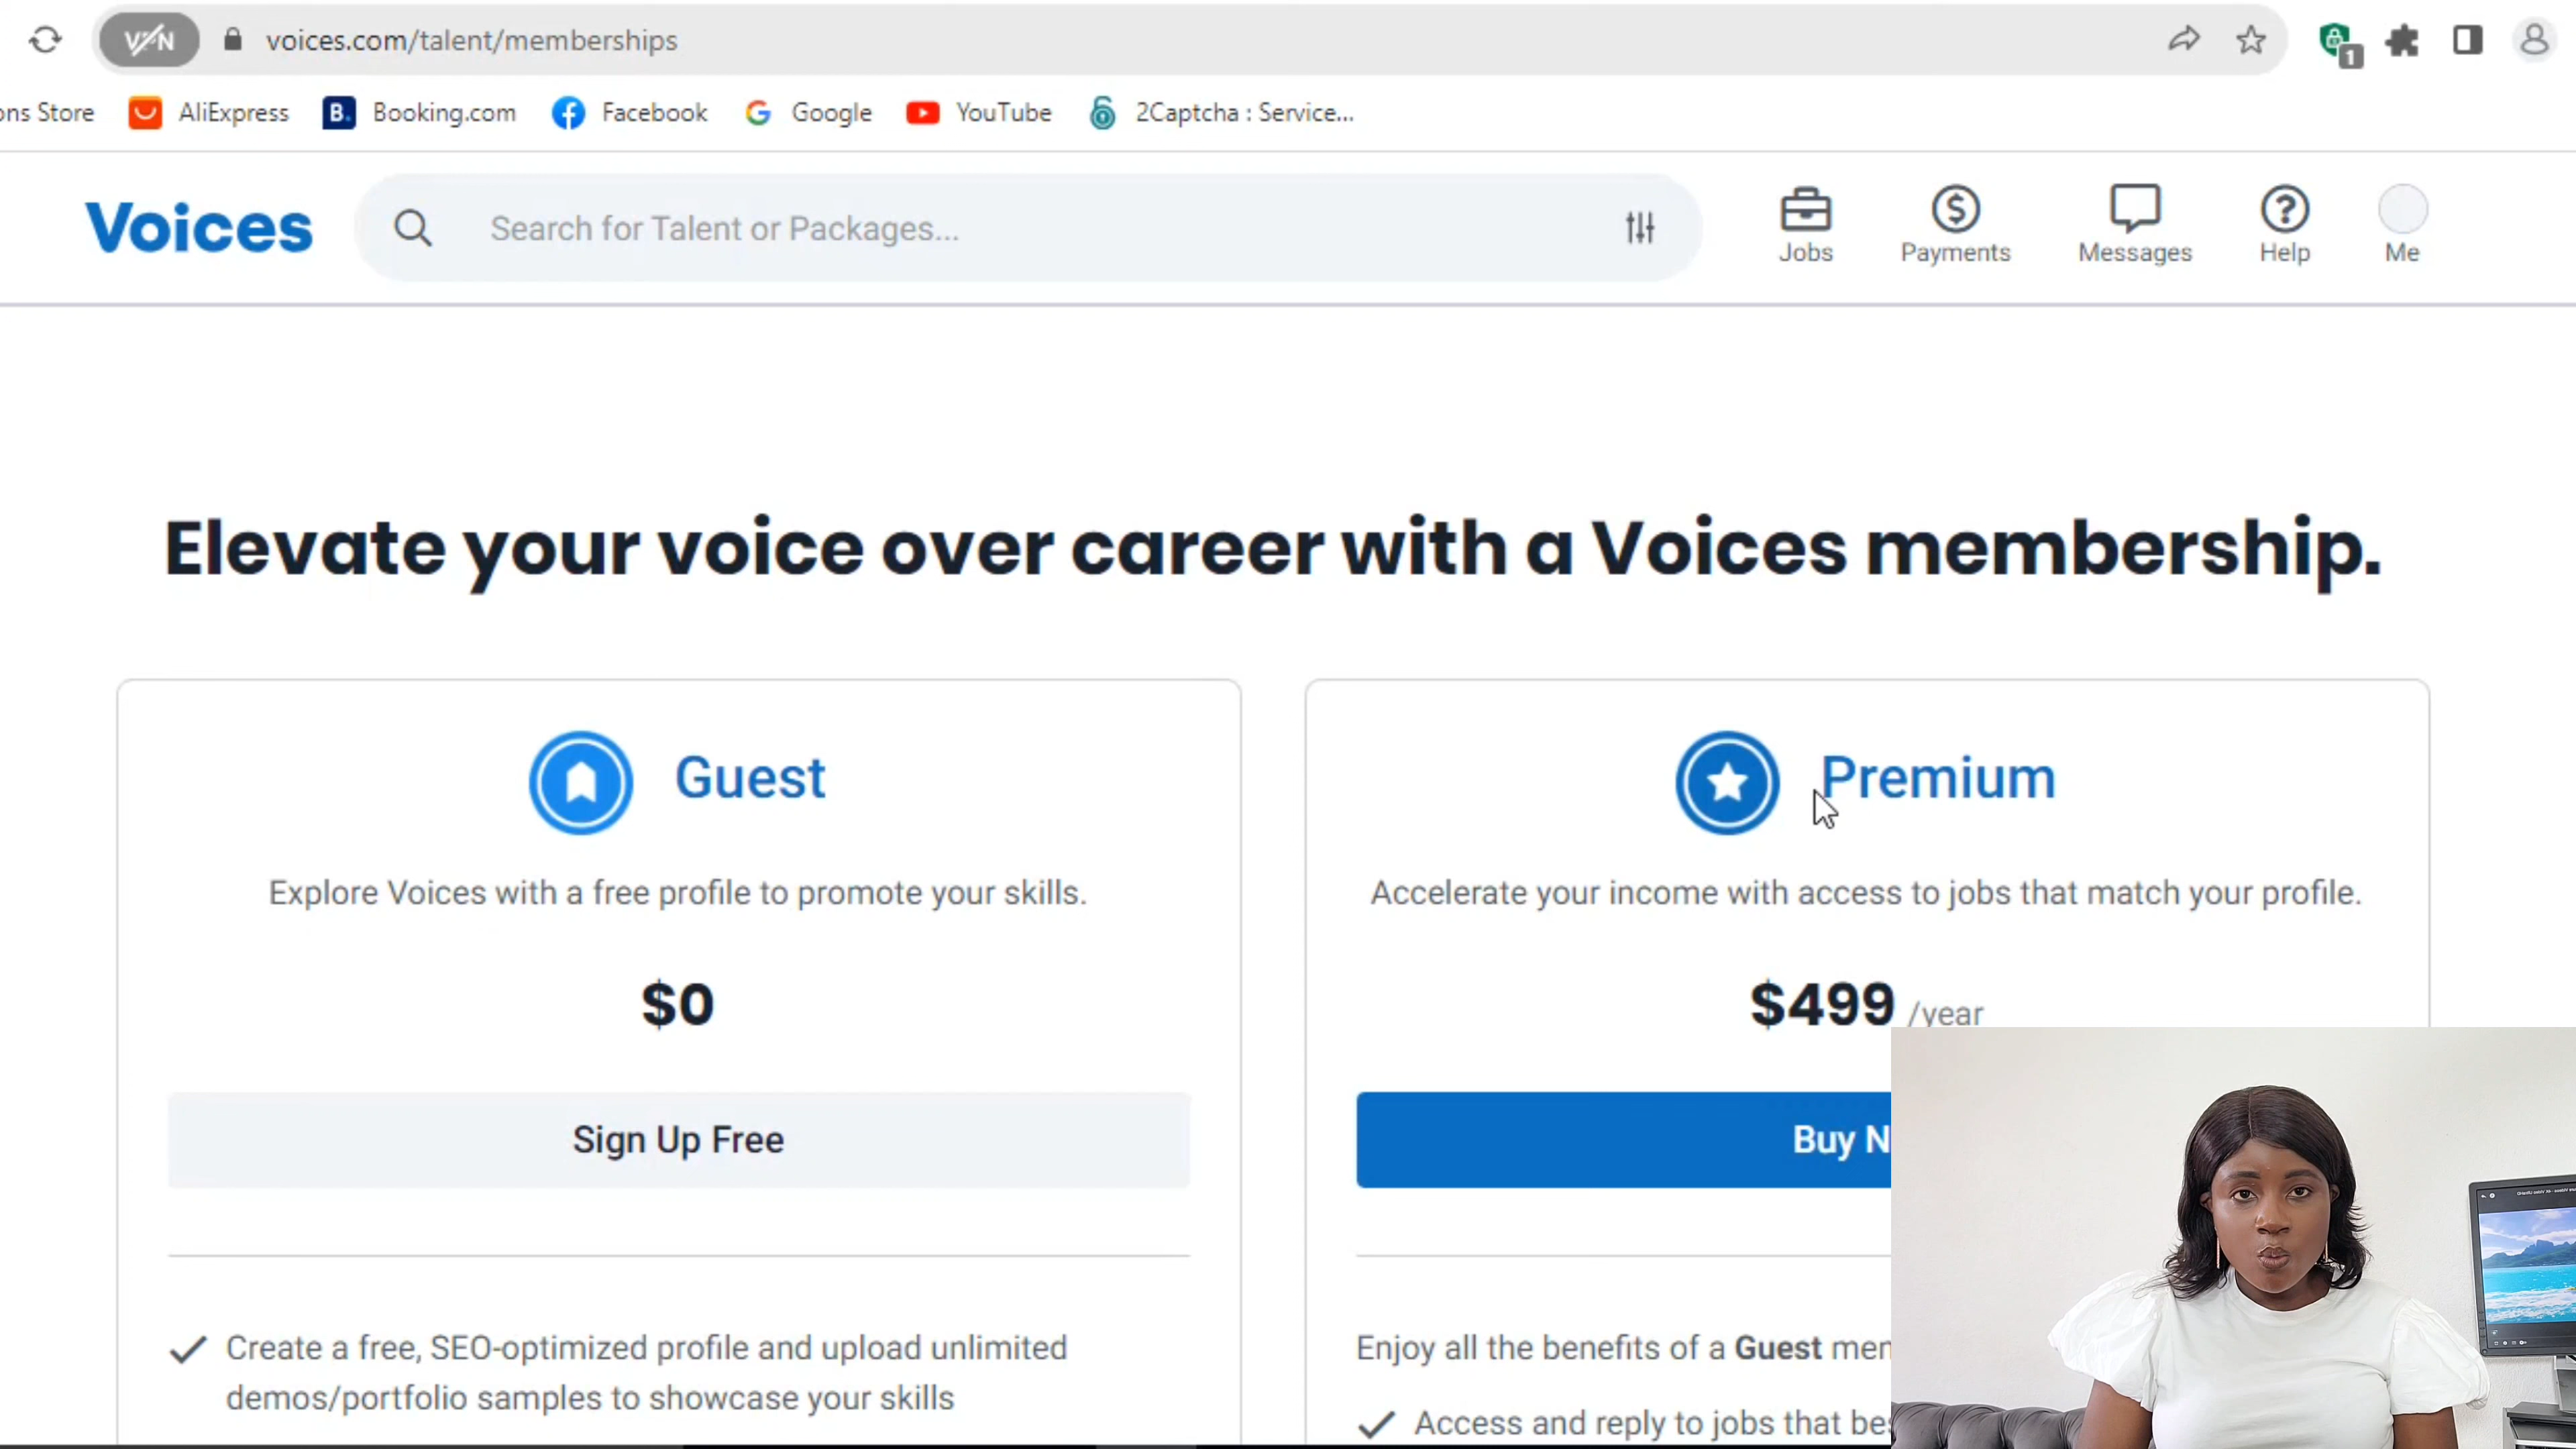 VPN voices.com/talent/memberships
1
ons Store AliExpress B. Booking.com Facebook Google YouTube 2Captcha : Service...
Voices Search for Talent or Packages... Jobs Payments Messages Help Me
Elevate your voice over career with a Voices membership.
Guest
Explore Voices with a free profile to promote your skills.
$0
Sign Up Free
Create a free, SEO-optimized profile and upload unlimited
demos/portfolio samples to showcase your skills
Premium
Accelerate your income with access to jobs that match your profile.
$499 /year
Buy N
Enjoy all the benefits of a Guest mem
Access and reply to jobs that bes